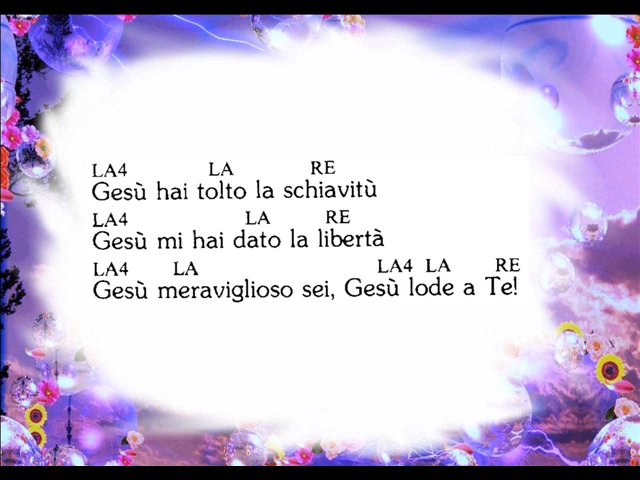 LA4 LA RE
Gesù hai tolto la schiavitù
LA4 LA RE
Gesù mi hai dato la libertà
LA4 LA LA4 LA RE
Gesù meraviglioso sei, Gesù lode a Te!